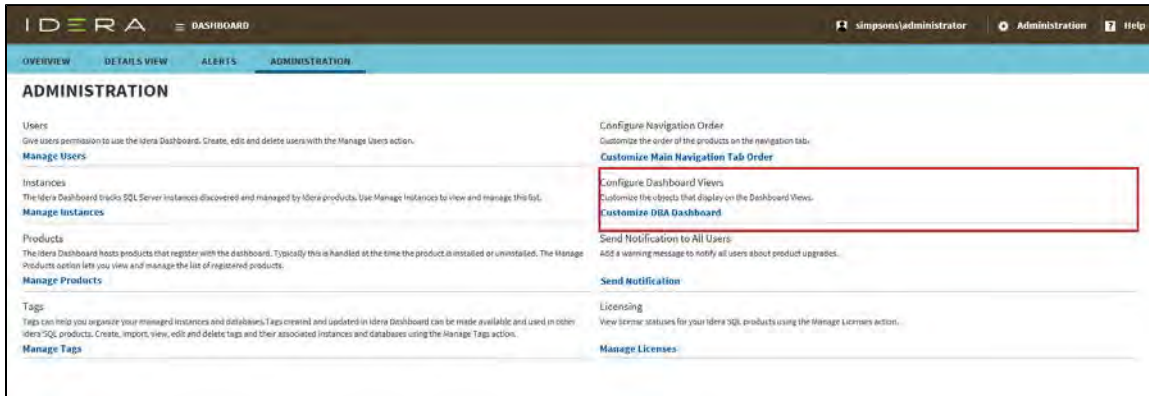 IDERA
DASHBOARD
simpsons\administrator
Administration
Help
OVERVIEW
DETAILS VIEW
ALERTS
ADMINISTRATION
ADMINISTRATION
Users
Give users permission to use the Idera Dashboard. Create, edit and delete users with the Manage Users action.
Manage Users
Instances
The Idera Dashboard tracks SQL Server instances discovered and managed by Idera products. Use Manage Instances to view and manage this list.
Manage Instances
Products
The Idera Dashboard hosts products that register with the dashboard. Typically this is handled at the time the product is installed or uninstalled. The Manage
Products option lets you view and manage the list of registered products.
Manage Products
Tags
Tags can help you organize your managed instances and databases.Tags created and updated in Idera Dashboard can be made available and used in other
Idera SQL products. Create, import, view, edit and delete tags and their associated instances and databases using the Manage Tags action.
Manage Tags
Configure Navigation Order
Customize the order of the products on the navigation tab.
Customize Main Navigation Tab Order
Configure Dashboard Views
Customize the objects that display on the Dashboard Views.
Customize DBA Dashboard
Send Notification to All Users
Add a warning message to notify all users about product upgrades.
Send Notification
Licensing
View license statuses for your Idera SQL products using the Manage Licenses action.
Manage Licenses